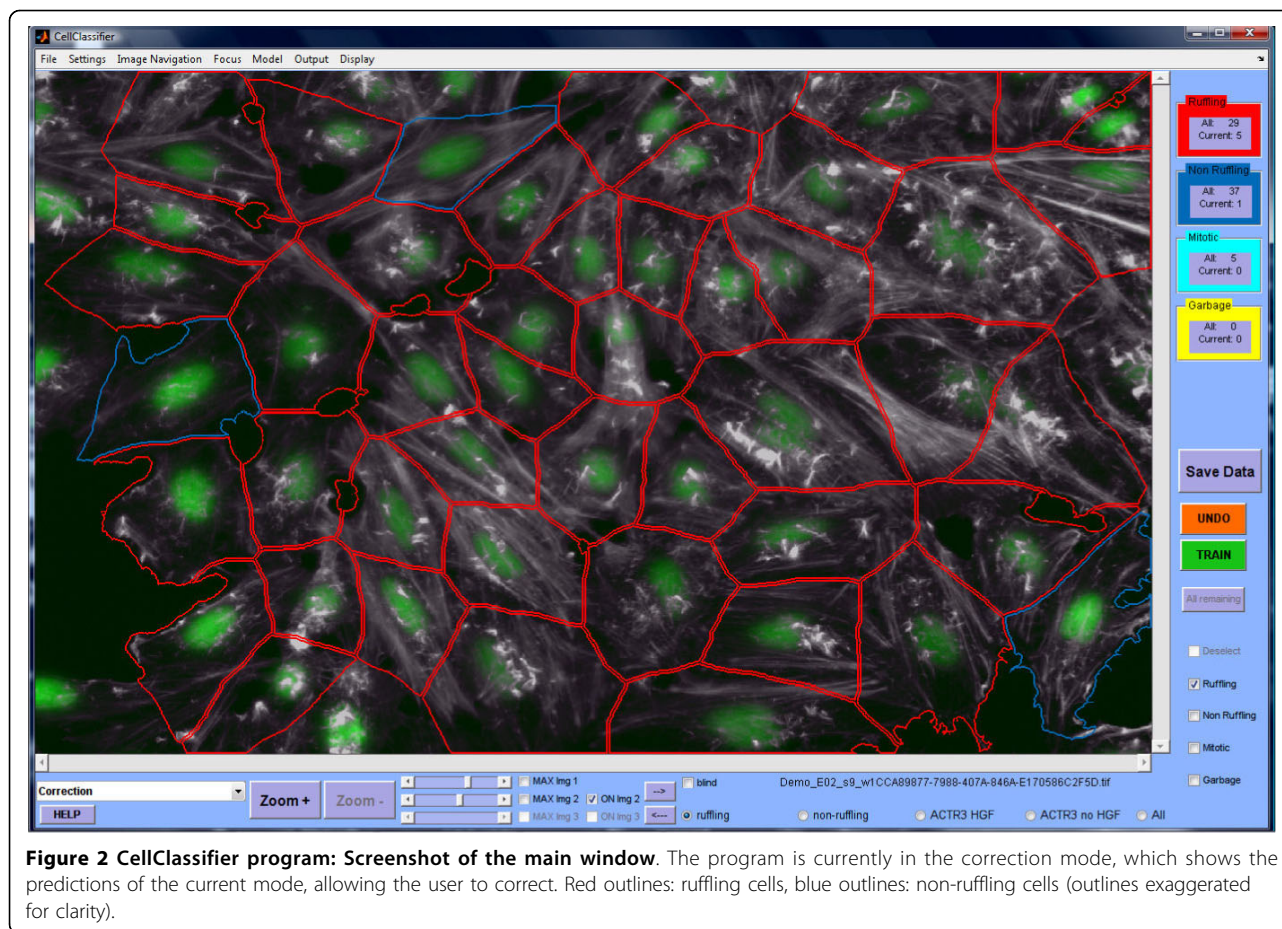 CellClassifier
File Settings Image Navigation Focus Model Output Display
Ruffling
All: 29
Current: 5
Non Ruffling
All: 37
Current: 1
Mitotic
All: 5
Current: 0
Garbage
All: 0
Current: 0
Save Data
UNDO
TRAIN
All remaining
Deselect
Ruffling
Non Ruffling
Mitotic
Garbage
Correction
HELP
Zoom +
Zoom -
MAX Img 1
MAX Img 2 ON Img 2
MAX Img 3 ON Img 3
-->
<---
blind
Demo_E02_s9_w1CCA89877-7988-407A-846A-E170586C2F5D.tif
ruffling non-ruffling ACTR3 HGF ACTR3 no HGF All
Figure 2 CellClassifier program: Screenshot of the main window. The program is currently in the correction mode, which shows the
predictions of the current mode, allowing the user to correct. Red outlines: ruffling cells, blue outlines: non-ruffling cells (outlines exaggerated
for clarity).